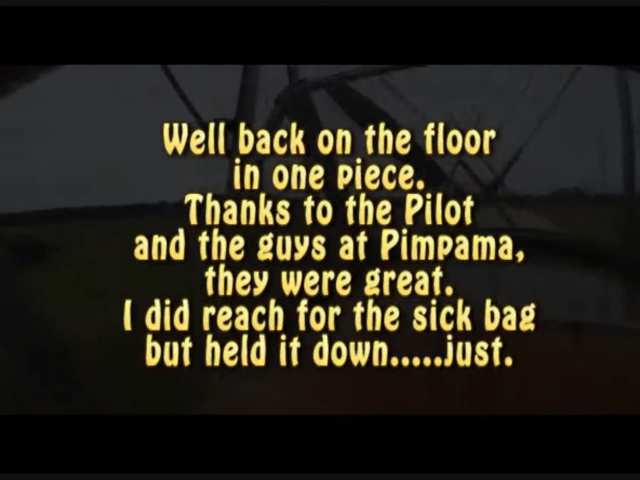 Well back on the floor
in one piece.
Thanks to the Pilot
and the guys at Pimpama,
they were great.
I did reach for the sick bag
but held it down.....just.